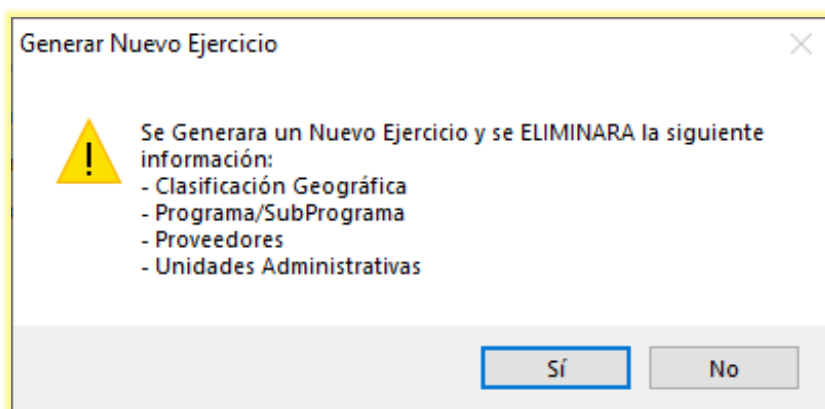 Generar Nuevo Ejercicio
Se Generara un Nuevo Ejercicio y se ELIMINARA la siguiente
información:
- Clasificación Geográfica
- Programa/SubPrograma
- Proveedores
- Unidades Administrativas
Sí
No